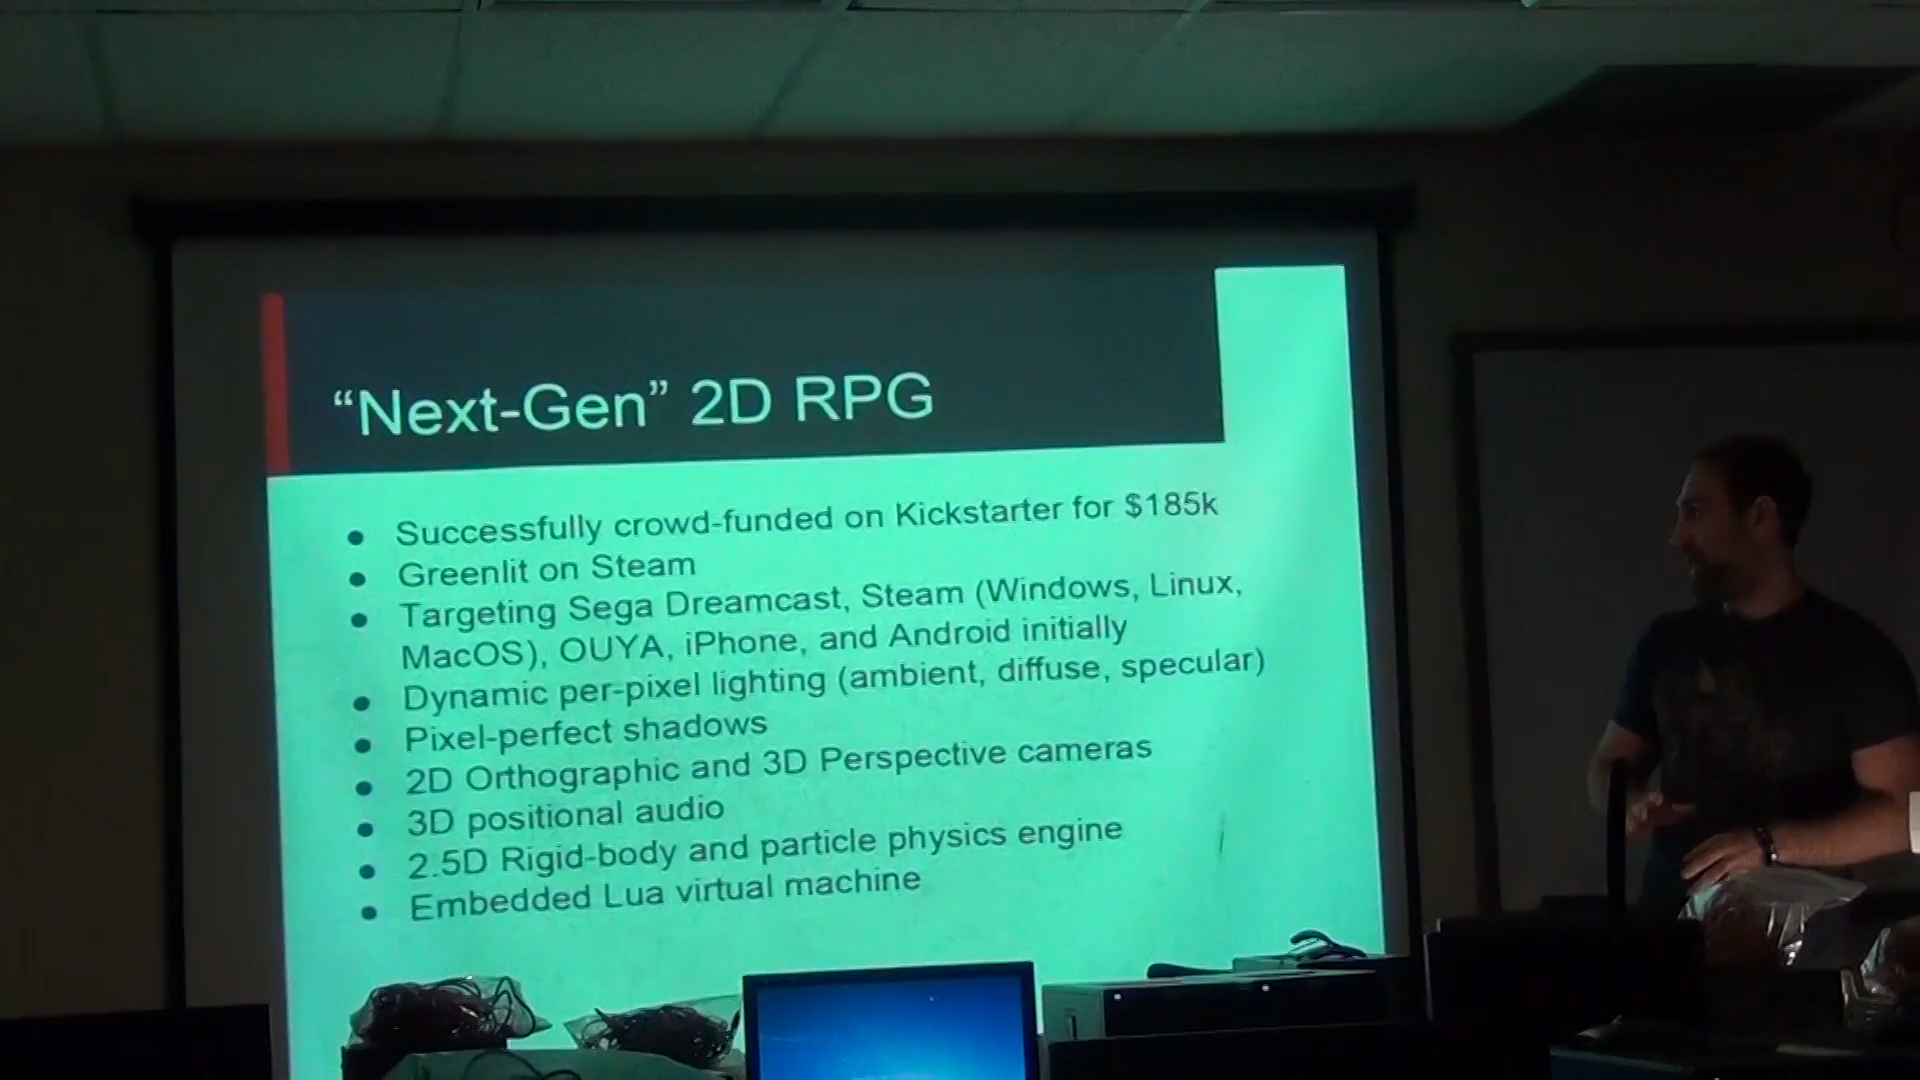 “Next-Gen” 2D RPG
● Successfully crowd-funded on Kickstarter for $185k
● Greenlit on Steam
● Targeting Sega Dreamcast, Steam (Windows, Linux,
MacOS), OUYA, iPhone, and Android initially
● Dynamic per-pixel lighting (ambient, diffuse, specular)
● Pixel-perfect shadows
● 2D Orthographic and 3D Perspective cameras
● 3D positional audio
● 2.5D Rigid-body and particle physics engine
● Embedded Lua virtual machine